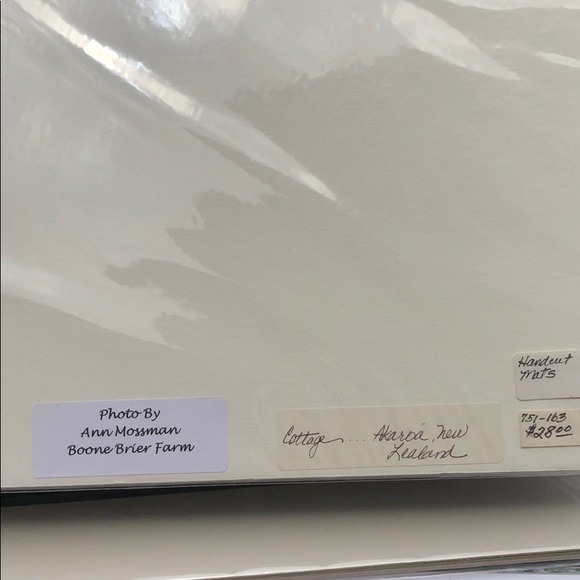 Handcut
mats
Photo By
Ann Mossman
Boone Brier Farm
Cottage ... Akaroa, New
Zealand
751-163
$28.00